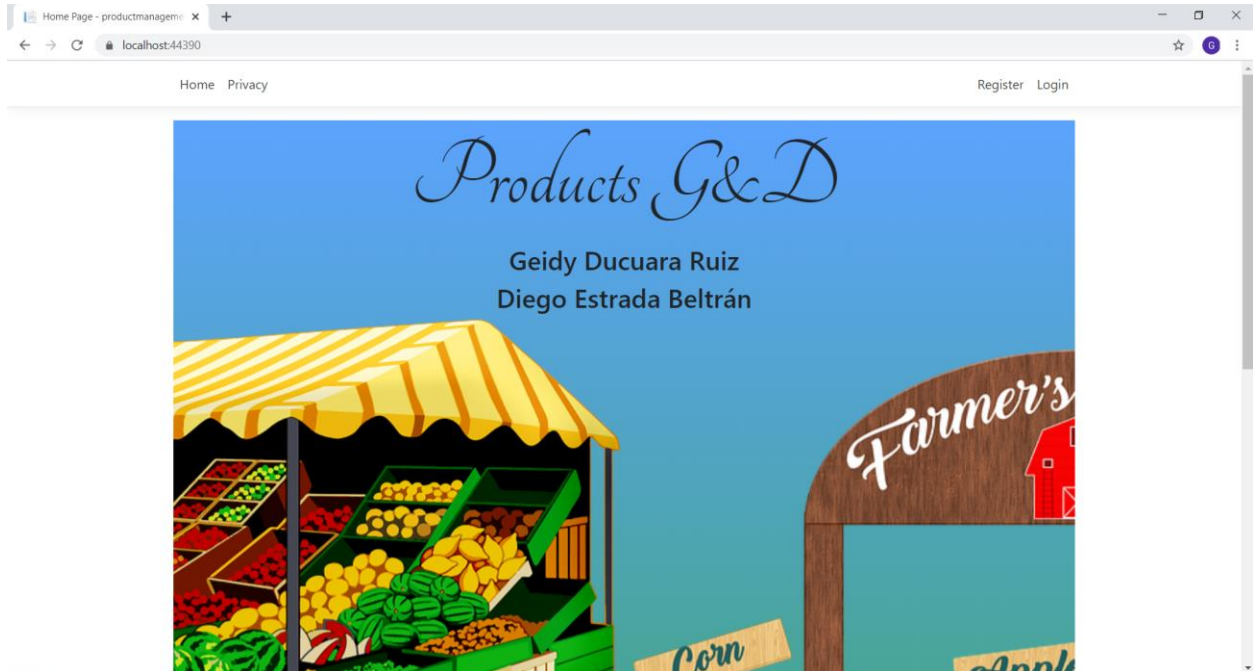 Home Page - productmanageme
localhost:44390
G
Home Privacy
Register Login
Products G&D
Geidy Ducuara Ruiz
Diego Estrada Beltrán
Farmer's
Corn